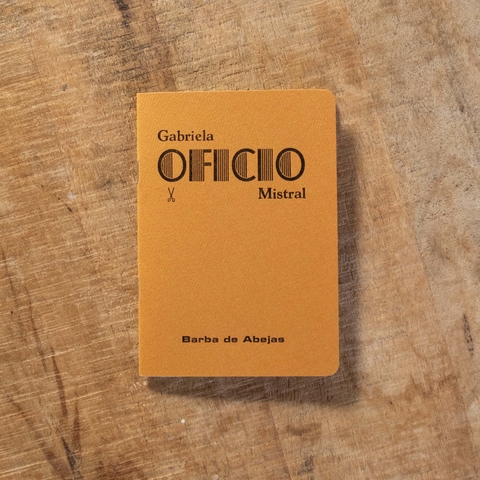 Gabriela
OFICIO
Mistral
Barba de Abejas